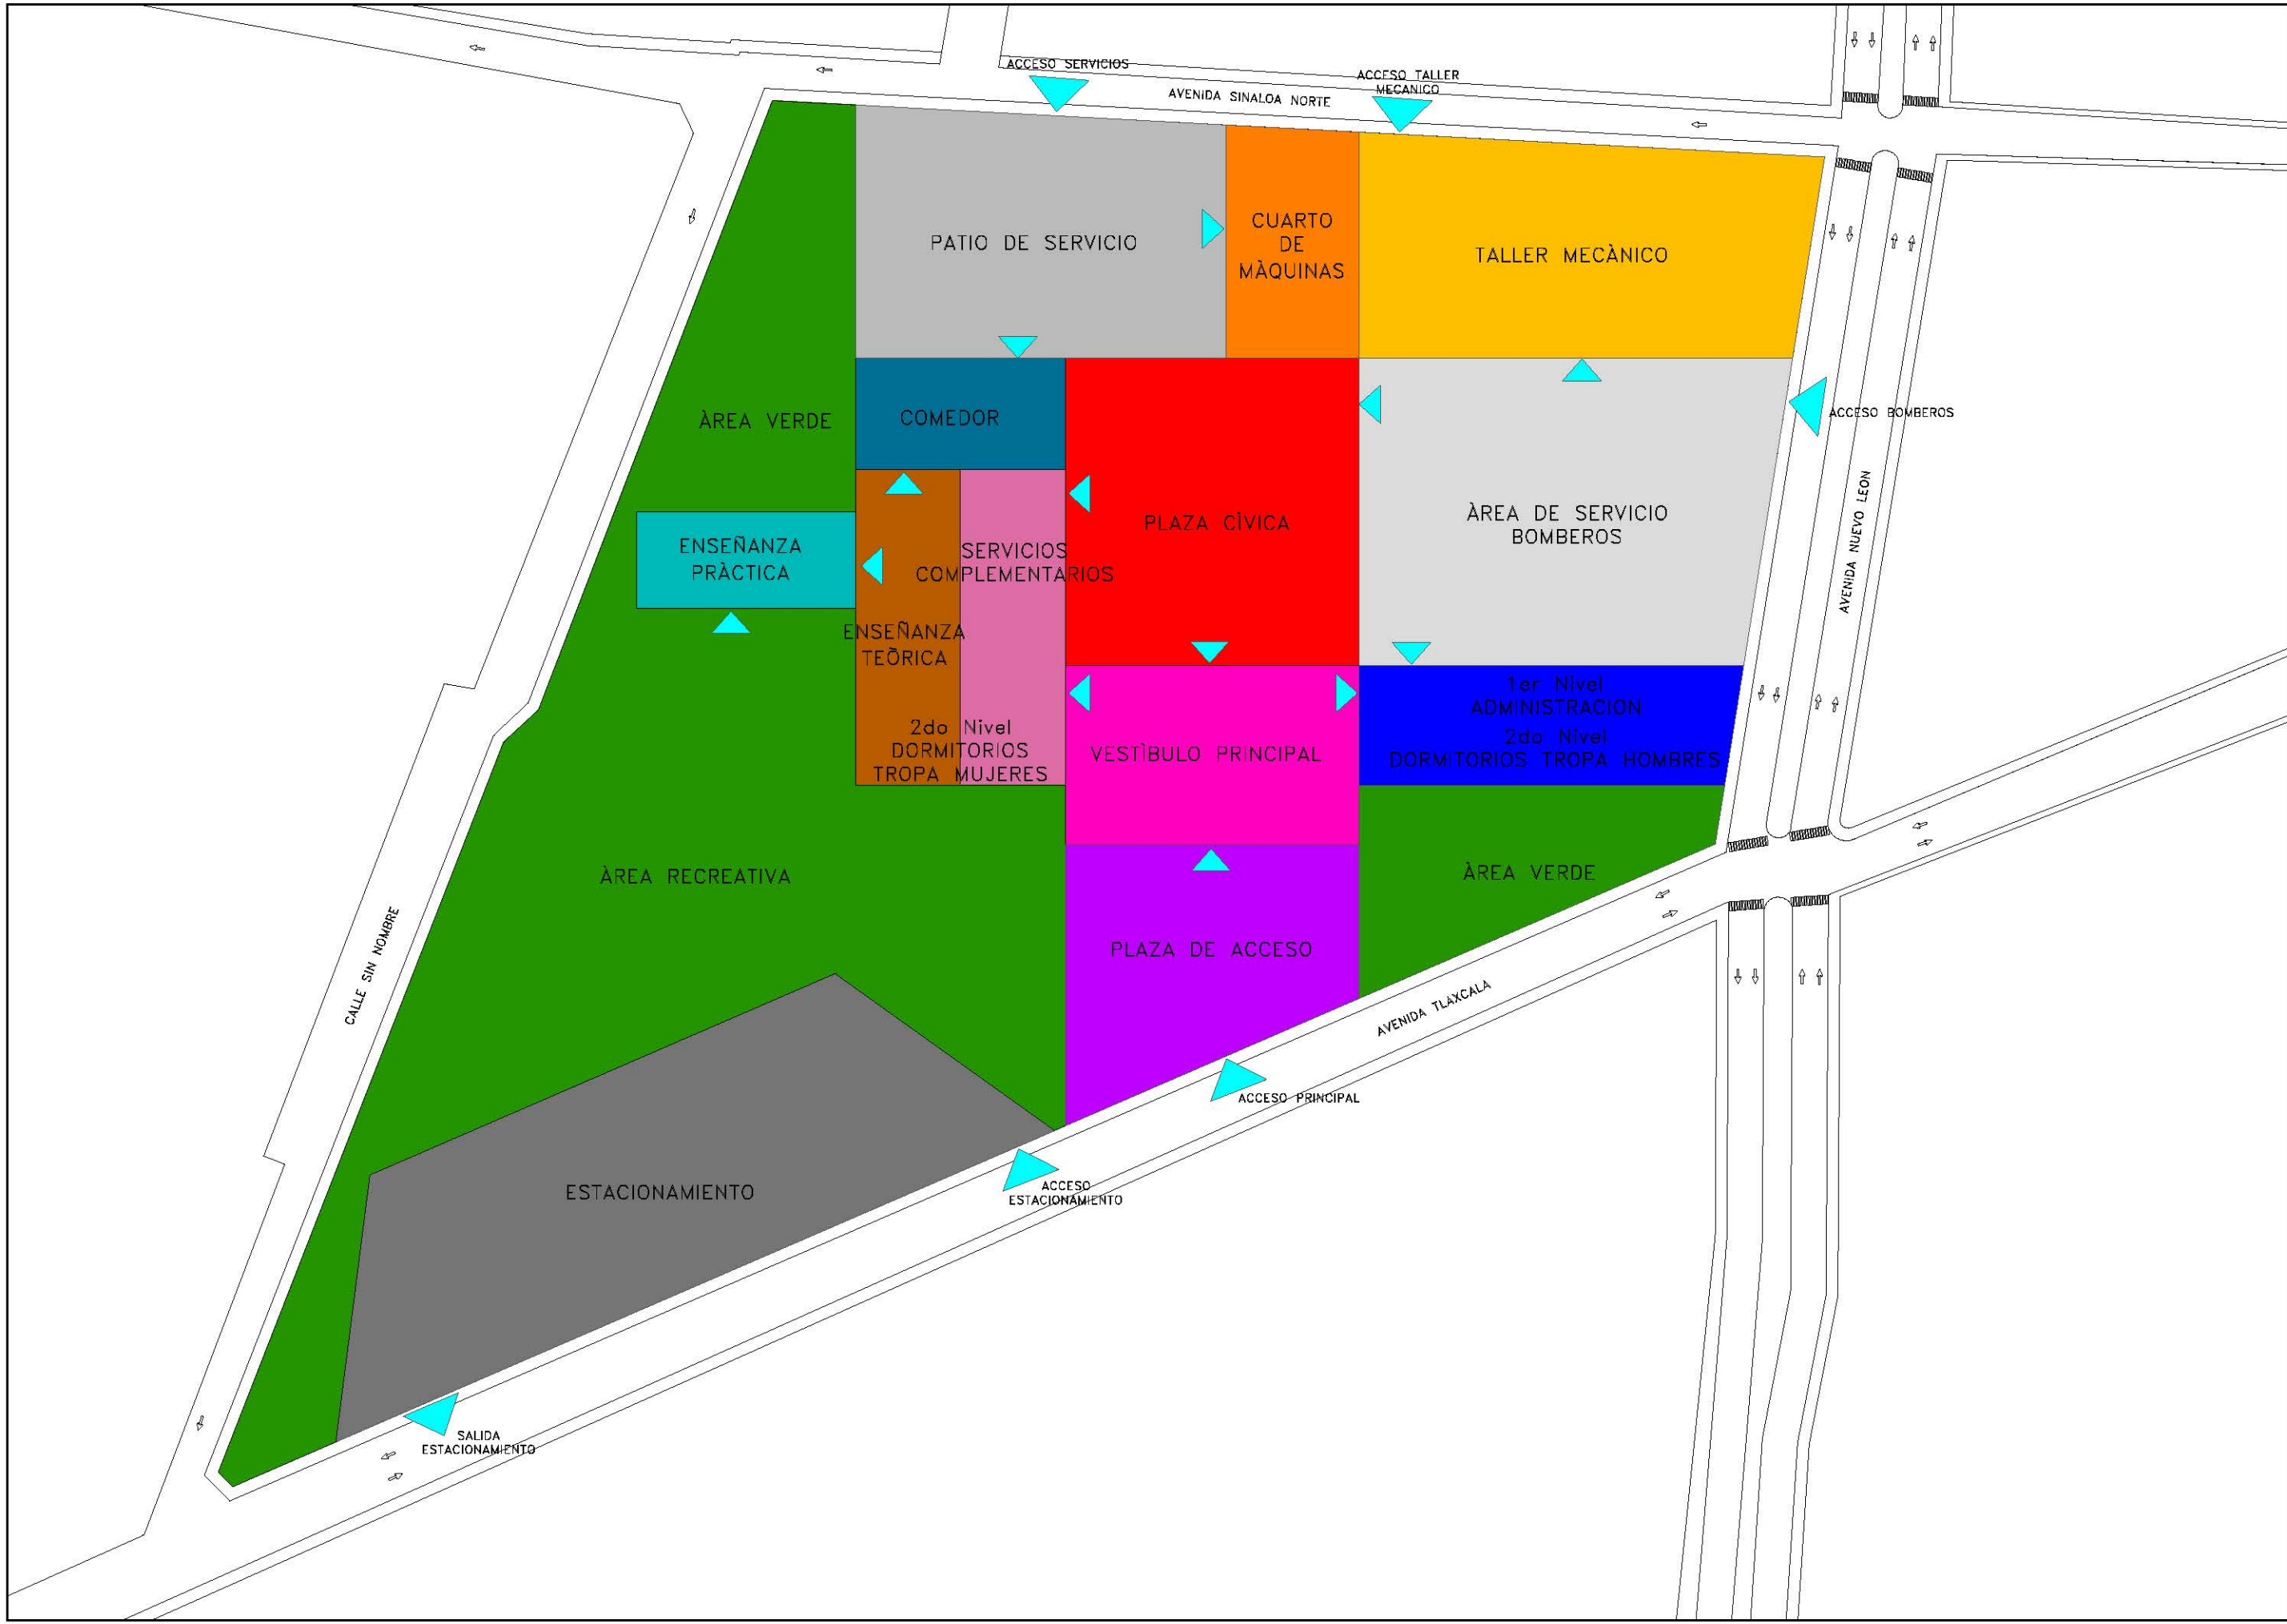 ACCESO SERVICIOS
ACCESO TALLER
MECANICO
AVENIDA SINALOA NORTE
PATIO DE SERVICIO
CUARTO
DE
MÀQUINAS
TALLER MECÀNICO
ÀREA VERDE
COMEDOR
ACCESO BOMBEROS
PLAZA CÌVICA
ÀREA DE SERVICIO
BOMBEROS
AVENIDA NUEVO LEON
ENSEÑANZA
PRÀCTICA
SERVICIOS
COMPLEMENTARIOS
ENSEÑANZA
TEÒRICA
2do Nivel
DORMITORIOS
TROPA MUJERES
VESTÌBULO PRINCIPAL
1er Nivel
ADMINISTRACION
2do Nivel
DORMITORIOS TROPA HOMBRES
ÀREA RECREATIVA
ÀREA VERDE
PLAZA DE ACCESO
CALLE SIN NOMBRE
AVENIDA TLAXCALA
ACCESO PRINCIPAL
ESTACIONAMIENTO
ACCESO
ESTACIONAMIENTO
SALIDA
ESTACIONAMIENTO